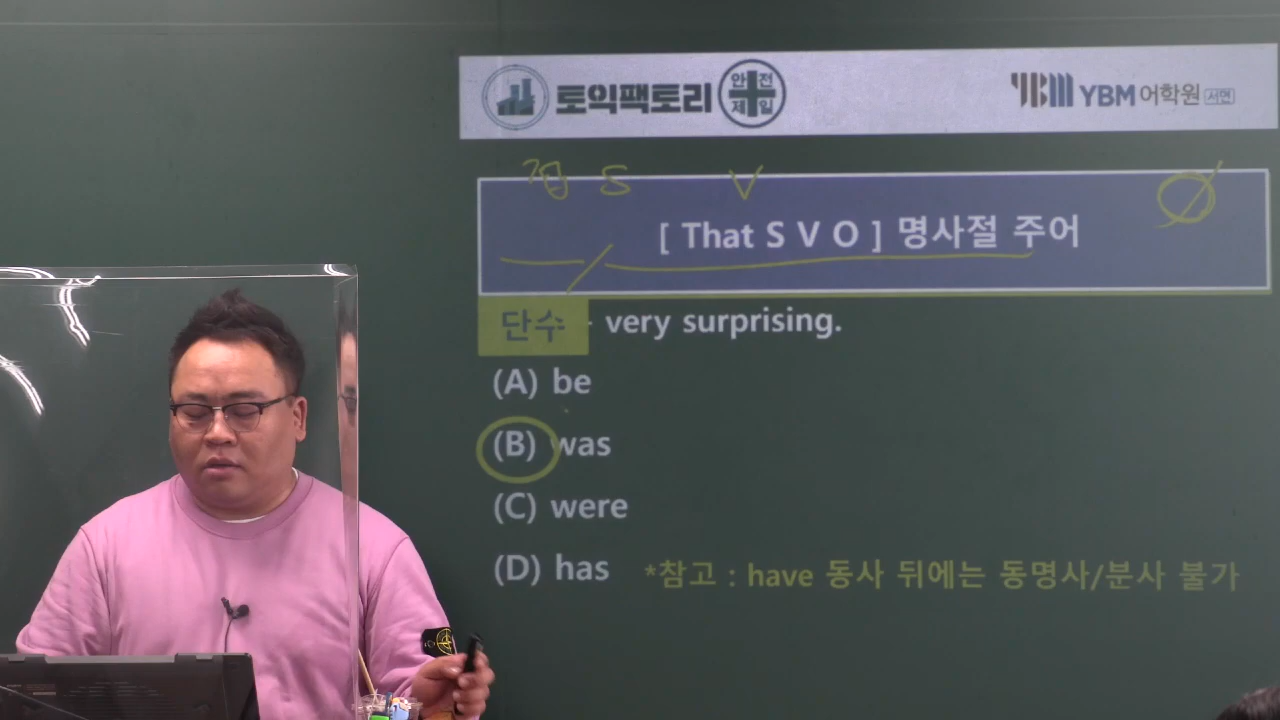 토익팩토리 안전제일 YBM YBM 어학원 서면
접 S V
[ That S V O ] 명사절 주어
단수 very surprising.
(A) be
(B) was
(C) were
(D) has *참고 : have 동사 뒤에는 동명사/분사 불가